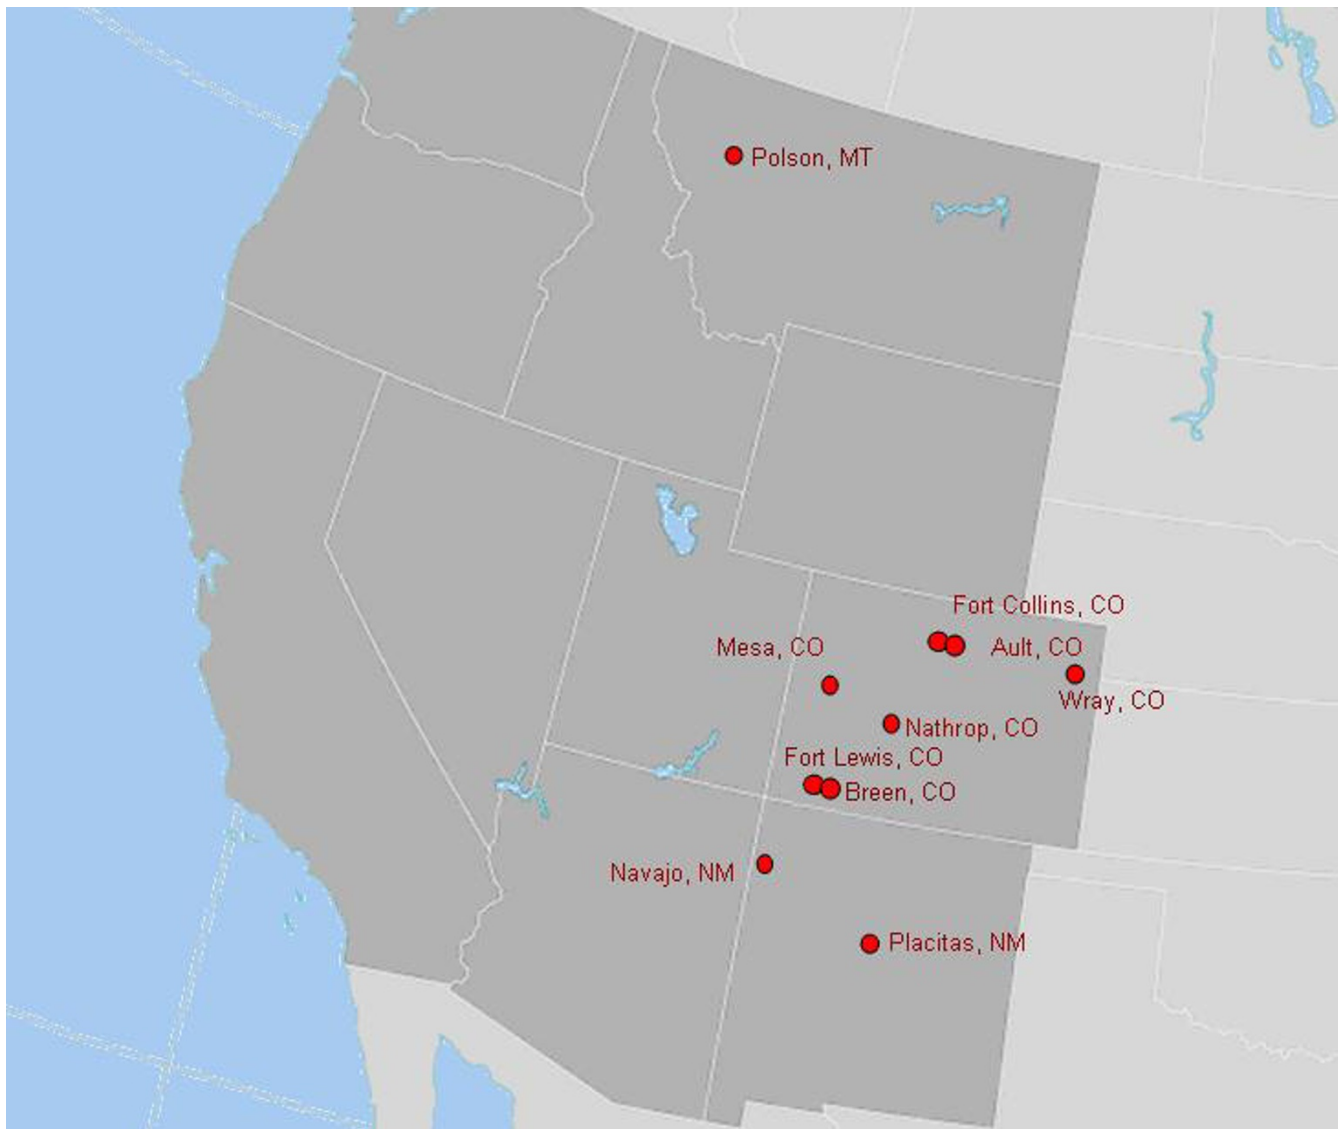 Polson, MT
Fort Collins, CO
Mesa, CO
Ault, CO
Wray, CO
Nathrop, CO
Fort Lewis, CO
Breen, CO
Navajo, NM
Placitas, NM